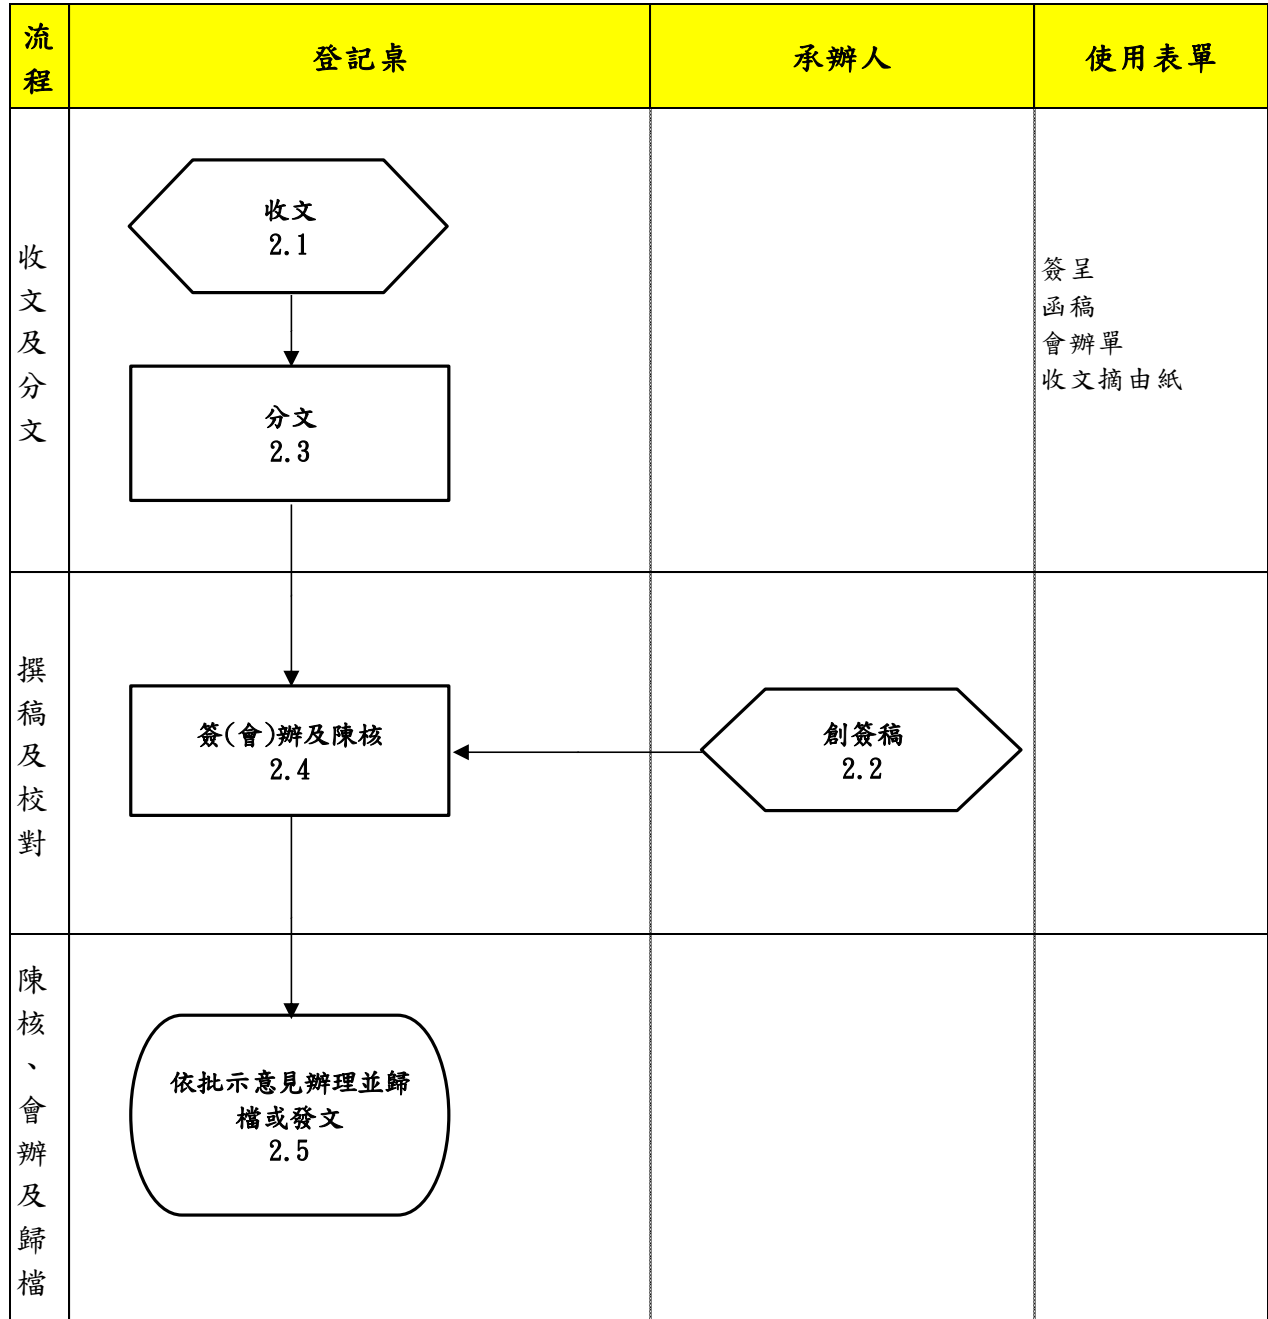 流程
登記桌
承辦人
使用表單
收文及分文
收文
2.1
分文
2.3
簽呈
函稿
會辦單
收文摘由紙
撰稿及校對
簽(會)辦及陳核
2.4
創簽稿
2.2
陳核、會辦及歸檔
依批示意見辦理並歸
檔或發文
2.5